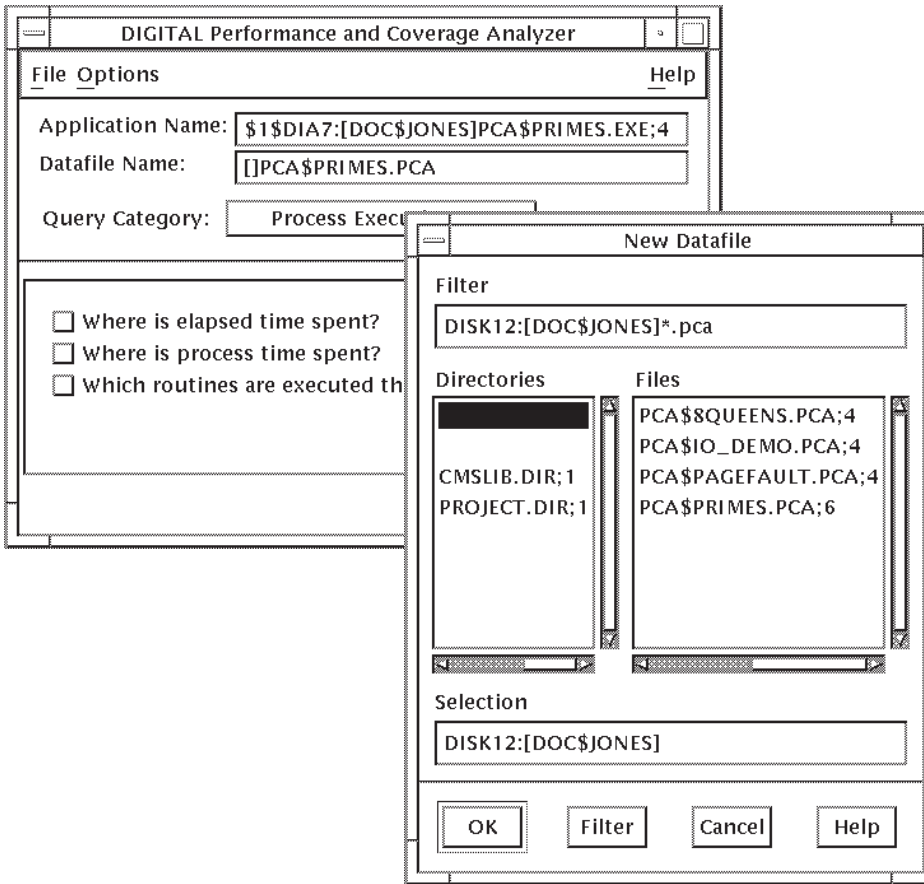 DIGITAL Performance and Coverage Analyzer
File Options Help
Application Name: $1$DIA7:[DOC$JONES]PCA$PRIMES.EXE;4
Datafile Name: []PCA$PRIMES.PCA
Query Category: Process
Where is elapsed time spent?
Where is process time spent?
Which routines are executed
New Datafile
Filter
DISK12:[DOC$JONES]*.pca
Directories Files
PCA$8QUEENS.PCA;4
PCA$IO_DEMO.PCA;4
CMSLIB.DIR;1 PCA$PAGEFAULT.PCA;4
PROJECT.DIR;1 PCA$PRIMES.PCA;6
Selection
DISK12:[DOC$JONES]
OK Filter Cancel Help